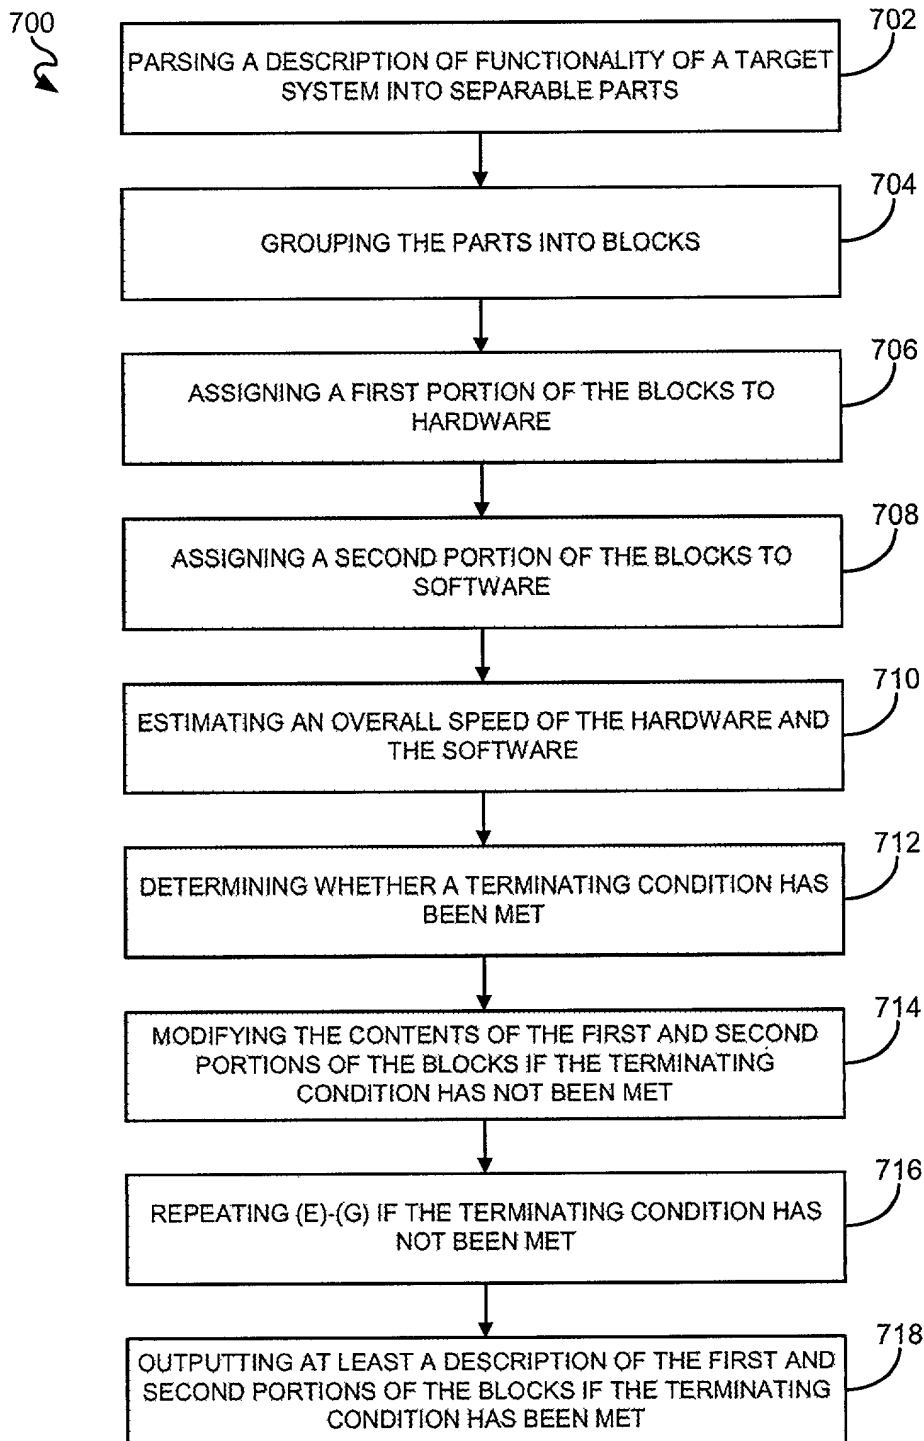 700
702
PARSING A DESCRIPTION OF FUNCTIONALITY OF A TARGET
SYSTEM INTO SEPARABLE PARTS
704
GROUPING THE PARTS INTO BLOCKS
706
ASSIGNING A FIRST PORTION OF THE BLOCKS TO
HARDWARE
708
ASSIGNING A SECOND PORTION OF THE BLOCKS TO
SOFTWARE
710
ESTIMATING AN OVERALL SPEED OF THE HARDWARE AND
THE SOFTWARE
712
DETERMINING WHETHER A TERMINATING CONDITION HAS
BEEN MET
714
MODIFYING THE CONTENTS OF THE FIRST AND SECOND
PORTIONS OF THE BLOCKS IF THE TERMINATING
CONDITION HAS NOT BEEN MET
716
REPEATING (E)-(G) IF THE TERMINATING CONDITION HAS
NOT BEEN MET
718
OUTPUTTING AT LEAST A DESCRIPTION OF THE FIRST AND
SECOND PORTIONS OF THE BLOCKS IF THE TERMINATING
CONDITION HAS BEEN MET